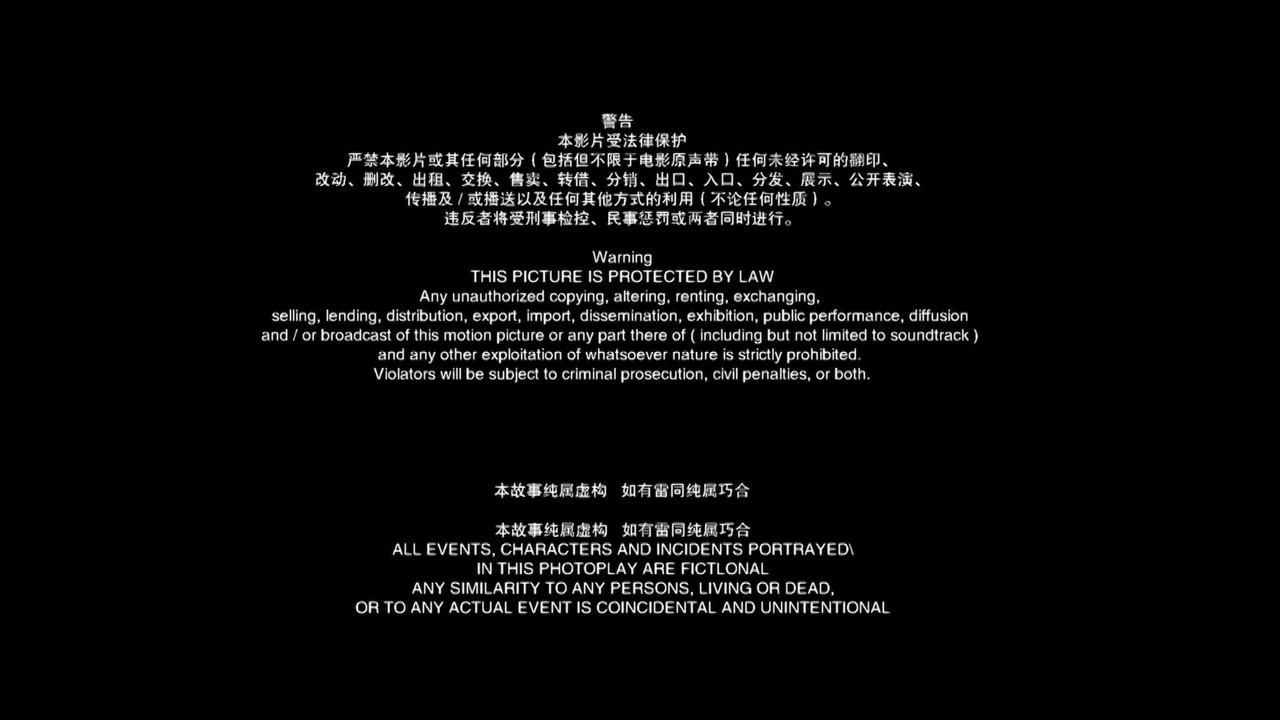 警告
本影片受法律保护
严禁本影片或其任何部分（包括但不限于电影原声带）任何未经许可的翻印、
改动、删改、出租、交换、售卖、转借、分销、出口、入口、分发、展示、公开表演、
传播及 / 或播送以及任何其他方式的利用（不论任何性质）。
违反者将受刑事检控、民事惩罚或两者同时进行。
Warning
THIS PICTURE IS PROTECTED BY LAW
Any unauthorized copying, altering, renting, exchanging,
selling, lending, distribution, export, import, dissemination, exhibition, public performance, diffusion
and / or broadcast of this motion picture or any part there of ( including but not limited to soundtrack )
and any other exploitation of whatsoever nature is strictly prohibited.
Violators will be subject to criminal prosecution, civil penalties, or both.
本故事纯属虚构 如有雷同纯属巧合
本故事纯属虚构 如有雷同纯属巧合
ALL EVENTS, CHARACTERS AND INCIDENTS PORTRAYED\
IN THIS PHOTOPLAY ARE FICTLONAL
ANY SIMILARITY TO ANY PERSONS, LIVING OR DEAD,
OR TO ANY ACTUAL EVENT IS COINCIDENTAL AND UNINTENTIONAL